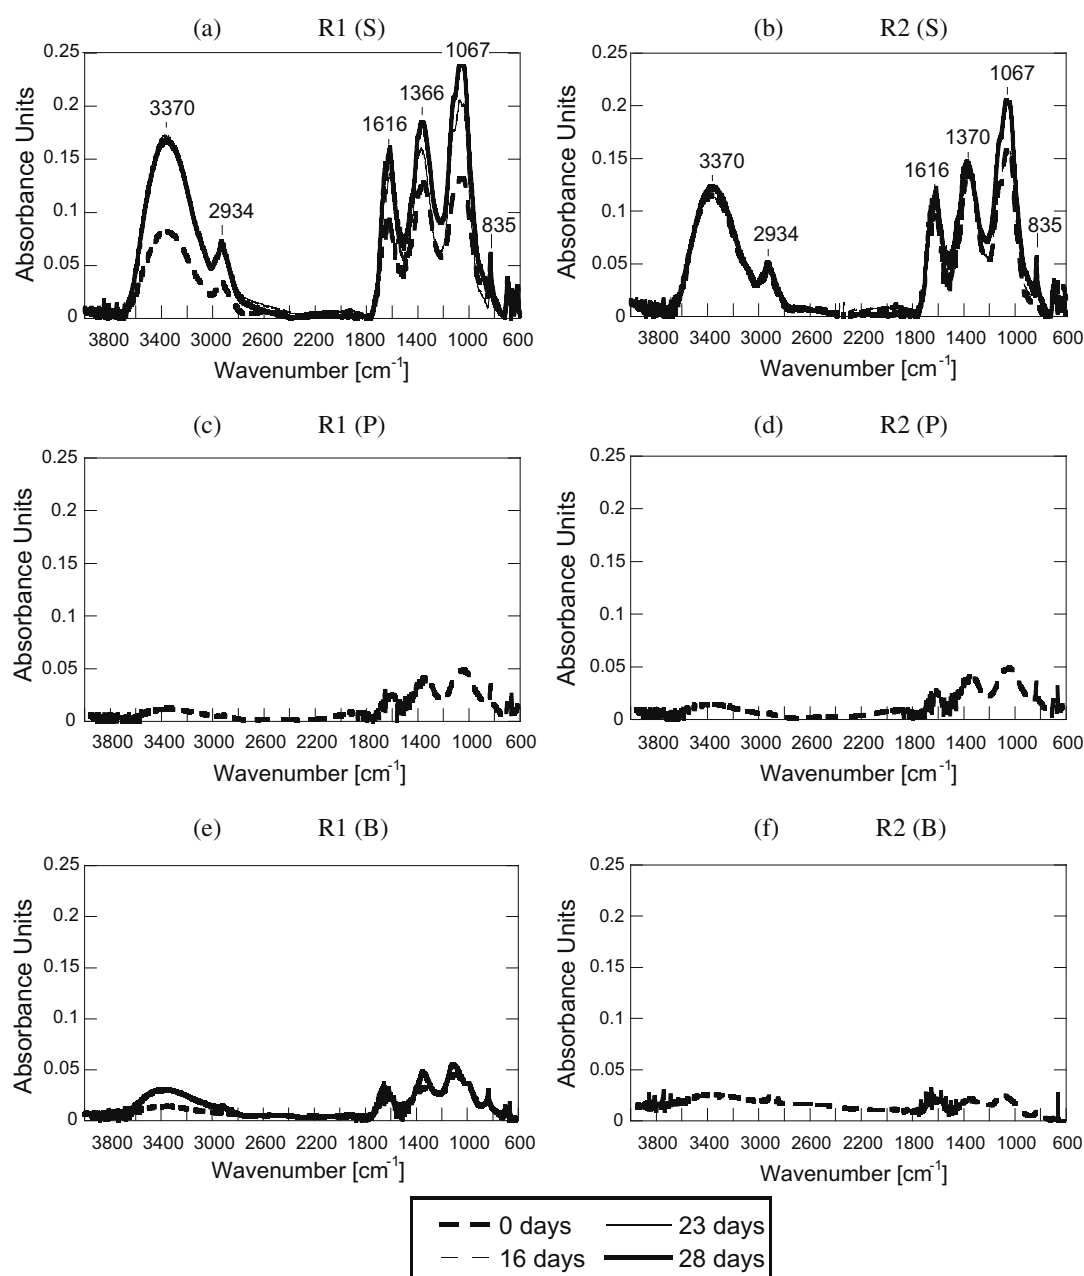 (a) R1 (S)
(b) R2 (S)
0.25
0.2
0.15
0.1
0.05
0
Absorbance Units
3370
2934
1616
1366
1067
835
3800 3400 3000 2600 2200 1800 1400 1000 600
Wavenumber [cm-1]
0.25
0.2
0.15
0.1
0.05
0
Absorbance Units
3370
2934
1616
1370
1067
835
3800 3400 3000 2600 2200 1800 1400 1000 600
Wavenumber [cm-1]
(c) R1 (P)
(d) R2 (P)
0.25
0.2
0.15
0.1
0.05
0
Absorbance Units
3800 3400 3000 2600 2200 1800 1400 1000 600
Wavenumber [cm-1]
0.25
0.2
0.15
0.1
0.05
0
Absorbance Units
3800 3400 3000 2600 2200 1800 1400 1000 600
Wavenumber [cm-1]
(e) R1 (B)
(f) R2 (B)
0.25
0.2
0.15
0.1
0.05
0
Absorbance Units
3800 3400 3000 2600 2200 1800 1400 1000 600
Wavenumber [cm-1]
0.25
0.2
0.15
0.1
0.05
0
Absorbance Units
3800 3400 3000 2600 2200 1800 1400 1000 600
Wavenumber [cm-1]
0 days 23 days
16 days 28 days